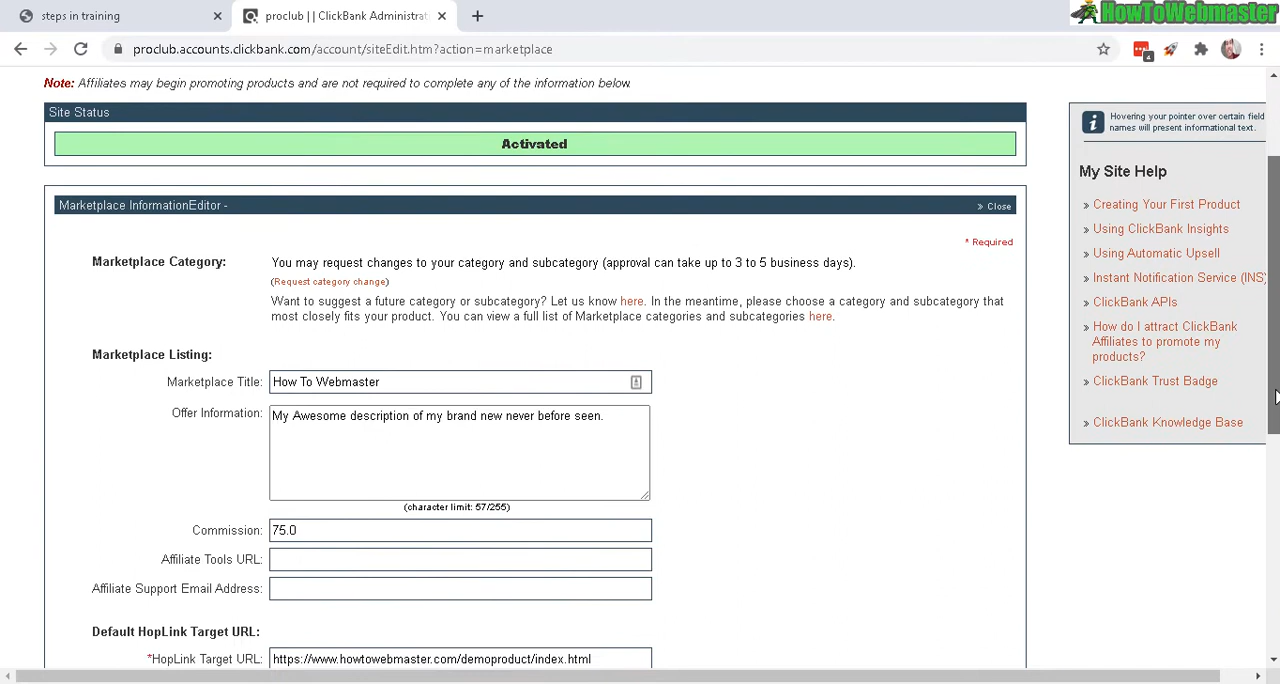 steps in training
proclub | | ClickBank Administrat
HowToWebmaster
proclub.accounts.clickbank.com/account/siteEdit.htm?action=marketplace
4
Note: Affiliates may begin promoting products and are not required to complete any of the information below.
Site Status
Activated
Hovering your pointer over certain field
names will present informational text.
My Site Help
» Creating Your First Product
» Using ClickBank Insights
» Using Automatic Upsell
» Instant Notification Service (INS)
» ClickBank APIs
» How do I attract ClickBank
Affiliates to promote my
products?
» ClickBank Trust Badge
» ClickBank Knowledge Base
Marketplace InformationEditor -
» Close
* Required
Marketplace Category: You may request changes to your category and subcategory (approval can take up to 3 to 5 business days).
(Request category change)
Want to suggest a future category or subcategory? Let us know here. In the meantime, please choose a category and subcategory that
most closely fits your product. You can view a full list of Marketplace categories and subcategories here.
Marketplace Listing:
Marketplace Title: How To Webmaster
Offer Information: My Awesome description of my brand new never before seen.
(character limit: 57/255)
Commission: 75.0
Affiliate Tools URL:
Affiliate Support Email Address:
Default HopLink Target URL:
*HopLink Target URL: https://www.howtowebmaster.com/demoproduct/index.html